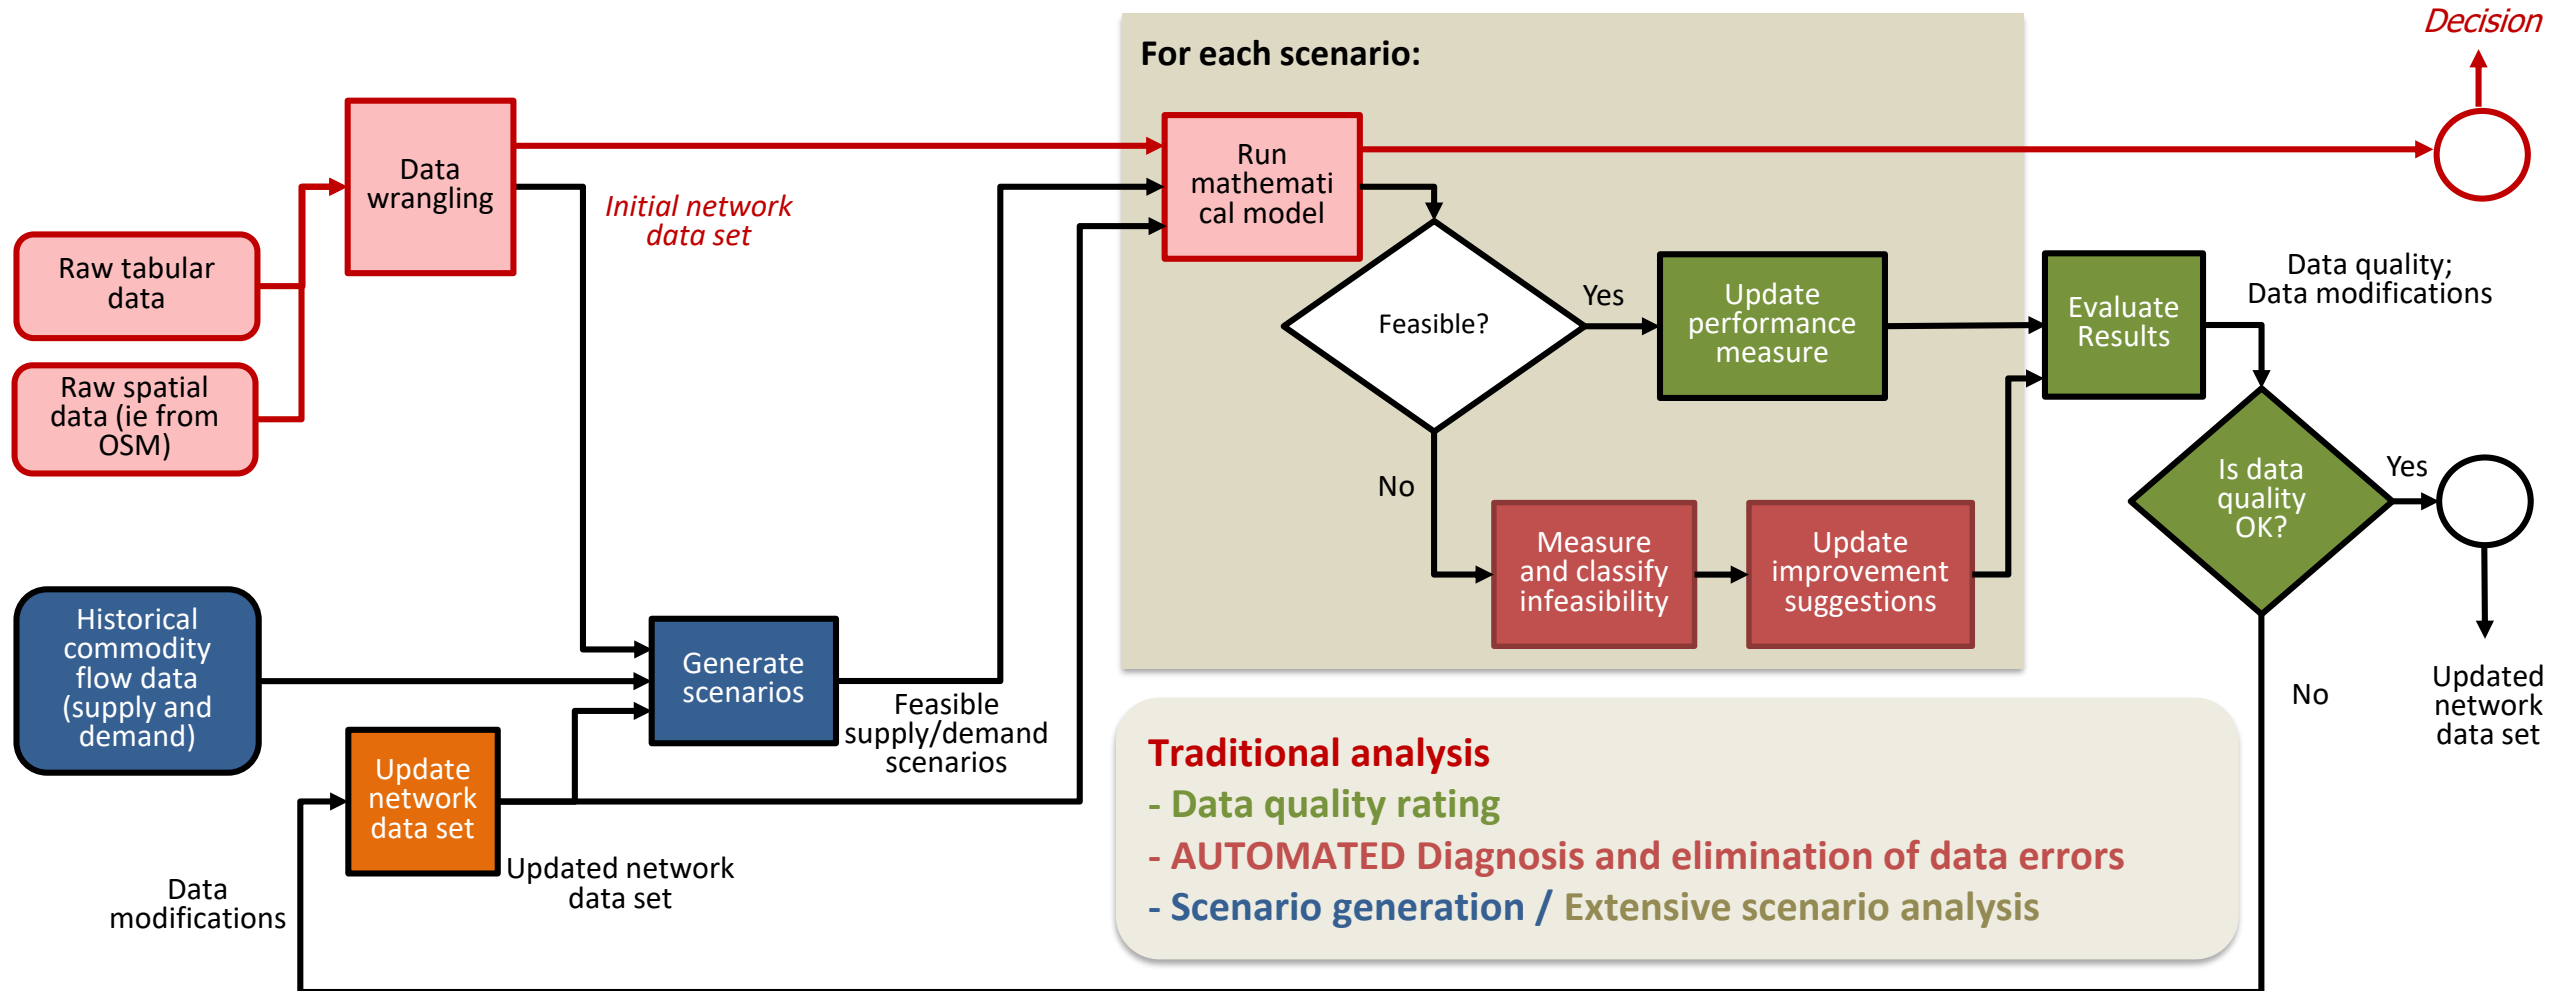 Decision
For each scenario:
Data
wrangling
Run
mathemati
cal model
Initial network
data set
Raw tabular
data
Raw spatial
data (ie from
OSM)
Feasible?
Yes
Update
performance
measure
Evaluate
Results
Data quality;
Data modifications
No
Measure
and classify
infeasibility
Update
improvement
suggestions
Is data
quality
OK?
Yes
No
Updated
network
data set
Historical
commodity
flow data
(supply and
demand)
Generate
scenarios
Feasible
supply/demand
scenarios
Update
network
data set
Updated network
data set
Data
modifications
Traditional analysis
- Data quality rating
- AUTOMATED Diagnosis and elimination of data errors
- Scenario generation / Extensive scenario analysis